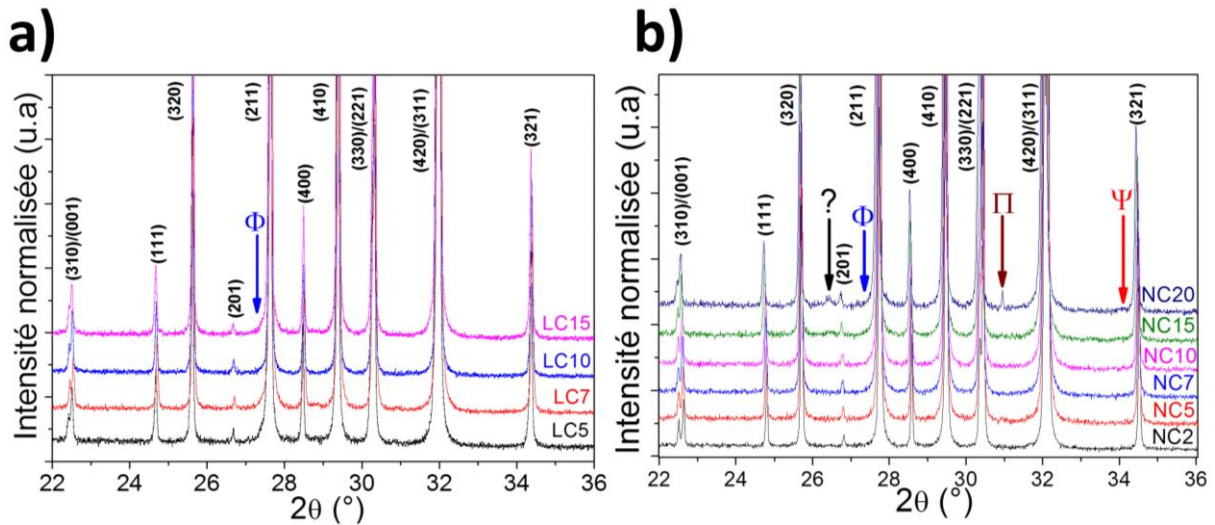 a)
Intensité normalisée (u.a)
(310)/(001)
(111)
(320)
(201)
Φ
(211)
(400)
(410)
(330)/(221)
(420)/(311)
(321)
LC15
LC10
LC7
LC5
22 24 26 28 30 32 34 36
2θ (°)
b)
Intensité normalisée (u.a)
(310)/(001)
(111)
(320)
?
(201)
Φ
(211)
(400)
(410)
(330)/(221)
Π
(420)/(311)
Ψ
(321)
NC20
NC15
NC10
NC7
NC5
NC2
22 24 26 28 30 32 34 36
2θ (°)